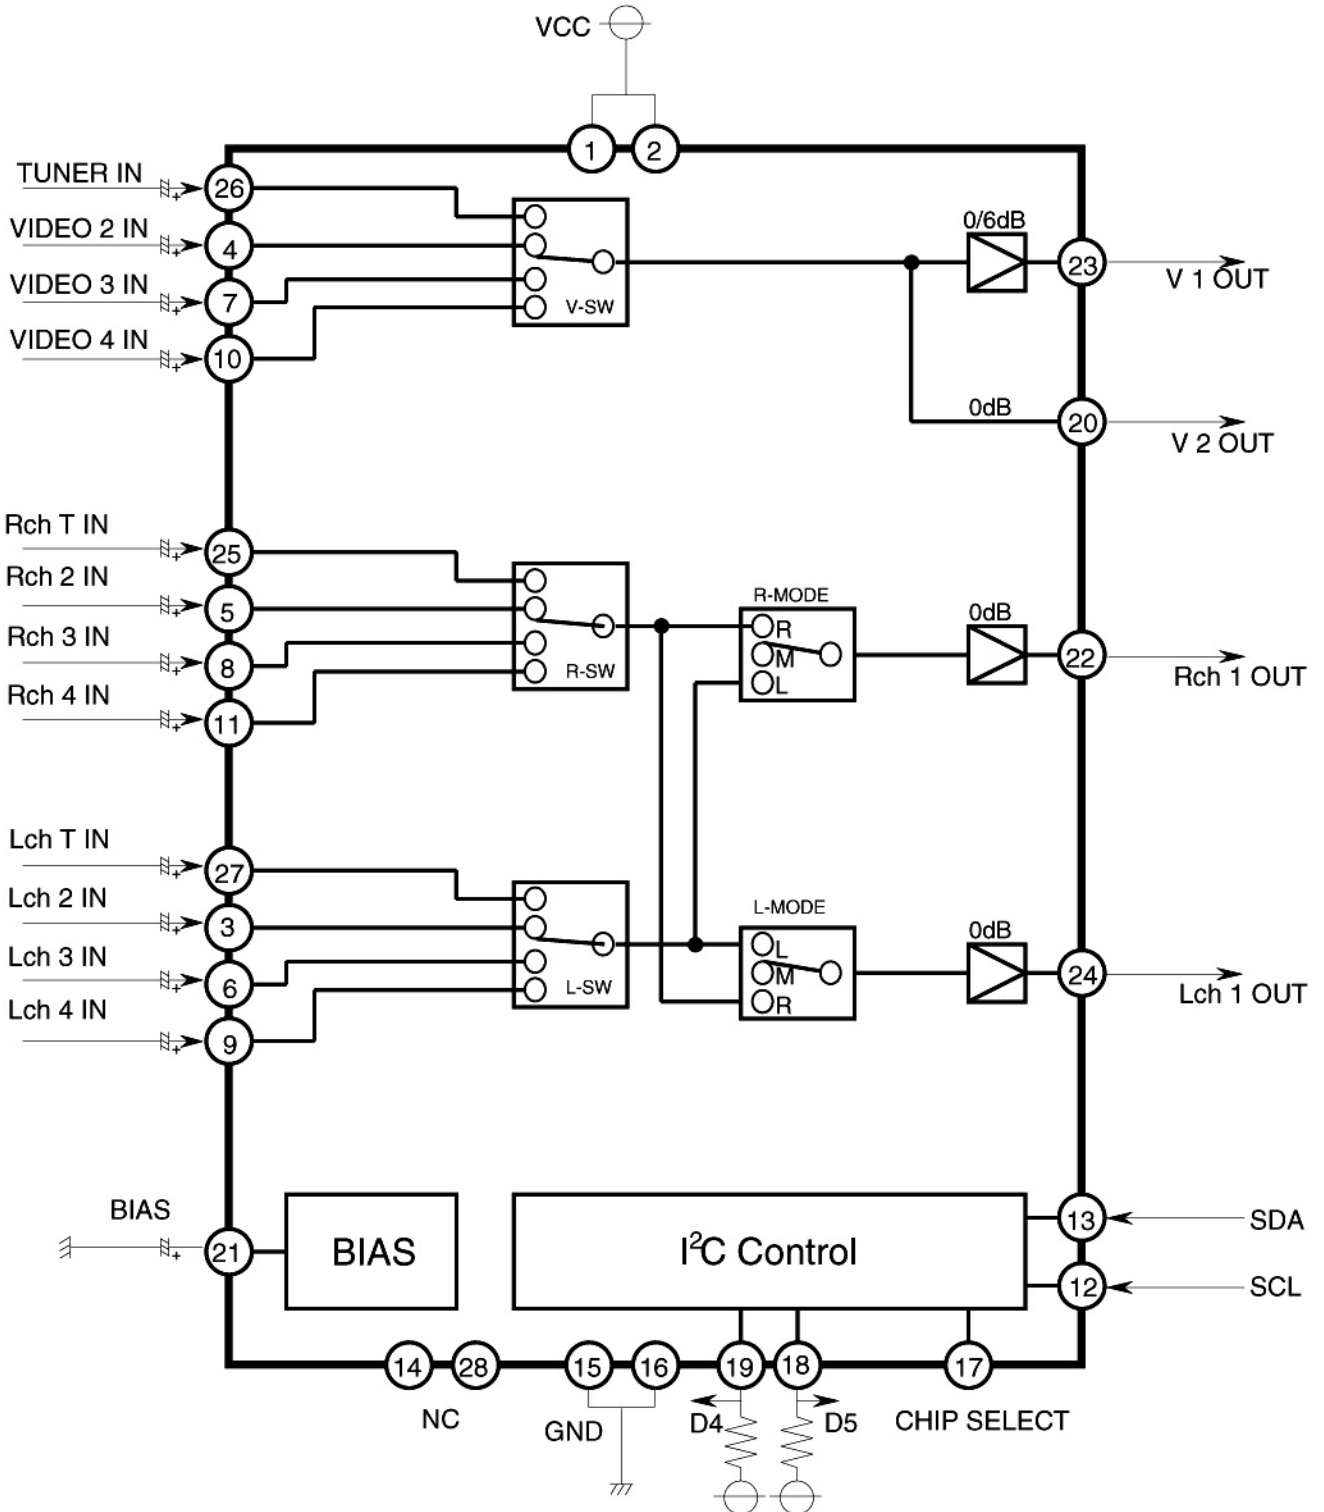 VCC
1
2
TUNER IN
26
VIDEO 2 IN
4
VIDEO 3 IN
7
VIDEO 4 IN
10
V-SW
0/6dB
23
V 1 OUT
0dB
20
V 2 OUT
Rch T IN
25
Rch 2 IN
5
Rch 3 IN
8
Rch 4 IN
11
R-SW
R-MODE
R
M
L
0dB
22
Rch 1 OUT
Lch T IN
27
Lch 2 IN
3
Lch 3 IN
6
Lch 4 IN
9
L-SW
L-MODE
L
M
R
0dB
24
Lch 1 OUT
BIAS
21
BIAS
I²C Control
13
SDA
12
SCL
14
28
15
16
19
18
17
NC
GND
D4
D5
CHIP SELECT